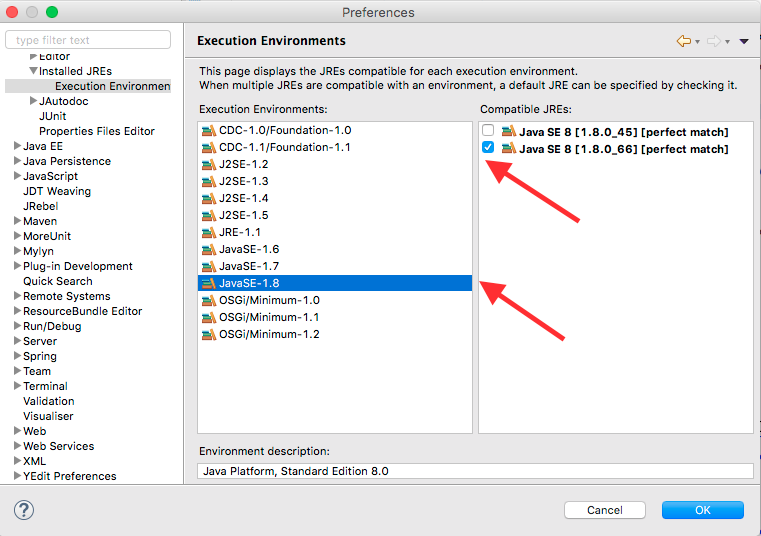 Preferences
type filter text
Editor
Installed JREs
Execution Environmen
JAutodoc
JUnit
Properties Files Editor
Java EE
Java Persistence
JavaScript
JDT Weaving
JRebel
Maven
MoreUnit
Mylyn
Plug-in Development
Quick Search
Remote Systems
ResourceBundle Editor
Run/Debug
Server
Spring
Team
Terminal
Validation
Visualiser
Web
Web Services
XML
YEdit Preferences
Execution Environments
This page displays the JREs compatible for each execution environment.
When multiple JREs are compatible with an environment, a default JRE can be specified by checking it.
Execution Environments:
CDC-1.0/Foundation-1.0
CDC-1.1/Foundation-1.1
J2SE-1.2
J2SE-1.3
J2SE-1.4
J2SE-1.5
JRE-1.1
JavaSE-1.6
JavaSE-1.7
JavaSE-1.8
OSGi/Minimum-1.0
OSGi/Minimum-1.1
OSGi/Minimum-1.2
Compatible JREs:
Java SE 8 [1.8.0_45] [perfect match]
Java SE 8 [1.8.0_66] [perfect match]
Environment description:
Java Platform, Standard Edition 8.0
?
Cancel
OK